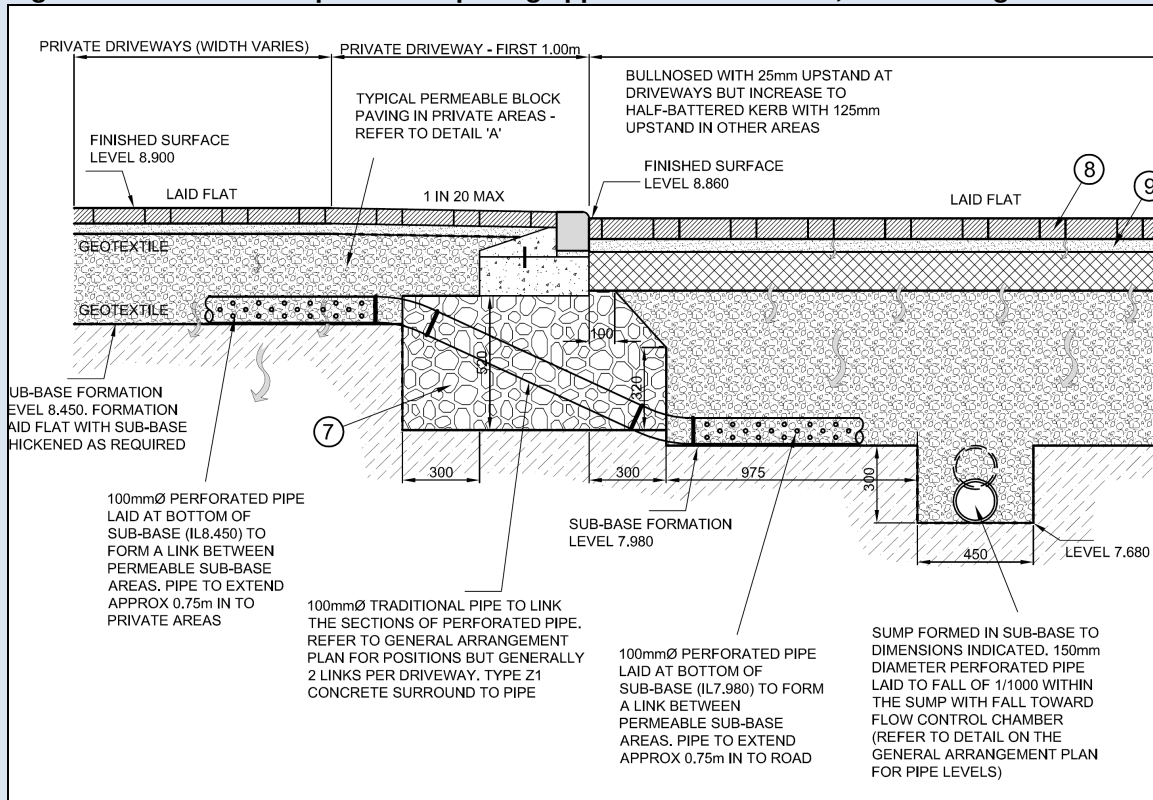 PRIVATE DRIVEWAYS (WIDTH VARIES)
PRIVATE DRIVEWAY - FIRST 1.00m
BULLNOSED WITH 25mm UPSTAND AT
DRIVEWAYS BUT INCREASE TO
HALF-BATTERED KERB WITH 125mm
UPSTAND IN OTHER AREAS
TYPICAL PERMEABLE BLOCK
PAVING IN PRIVATE AREAS -
REFER TO DETAIL 'A'
FINISHED SURFACE
LEVEL 8.900
FINISHED SURFACE
LEVEL 8.860
8
9
LAID FLAT
1 IN 20 MAX
LAID FLAT
GEOTEXTILE
GEOTEXTILE
100
520
320
7
UB-BASE FORMATION
EVEL 8.450. FORMATION
AID FLAT WITH SUB-BASE
HICKENED AS REQUIRED
300
300
975
300
450
LEVEL 7.680
SUB-BASE FORMATION
LEVEL 7.980
100mmØ PERFORATED PIPE
LAID AT BOTTOM OF
SUB-BASE (IL8.450) TO
FORM A LINK BETWEEN
PERMEABLE SUB-BASE
AREAS. PIPE TO EXTEND
APPROX 0.75m IN TO
PRIVATE AREAS
100mmØ TRADITIONAL PIPE TO LINK
THE SECTIONS OF PERFORATED PIPE.
REFER TO GENERAL ARRANGEMENT
PLAN FOR POSITIONS BUT GENERALLY
2 LINKS PER DRIVEWAY. TYPE Z1
CONCRETE SURROUND TO PIPE
100mmØ PERFORATED PIPE
LAID AT BOTTOM OF
SUB-BASE (IL7.980) TO FORM
A LINK BETWEEN
PERMEABLE SUB-BASE
AREAS. PIPE TO EXTEND
APPROX 0.75m IN TO ROAD
SUMP FORMED IN SUB-BASE TO
DIMENSIONS INDICATED. 150mm
DIAMETER PERFORATED PIPE
LAID TO FALL OF 1/1000 WITHIN
THE SUMP WITH FALL TOWARD
FLOW CONTROL CHAMBER
(REFER TO DETAIL ON THE
GENERAL ARRANGEMENT PLAN
FOR PIPE LEVELS)